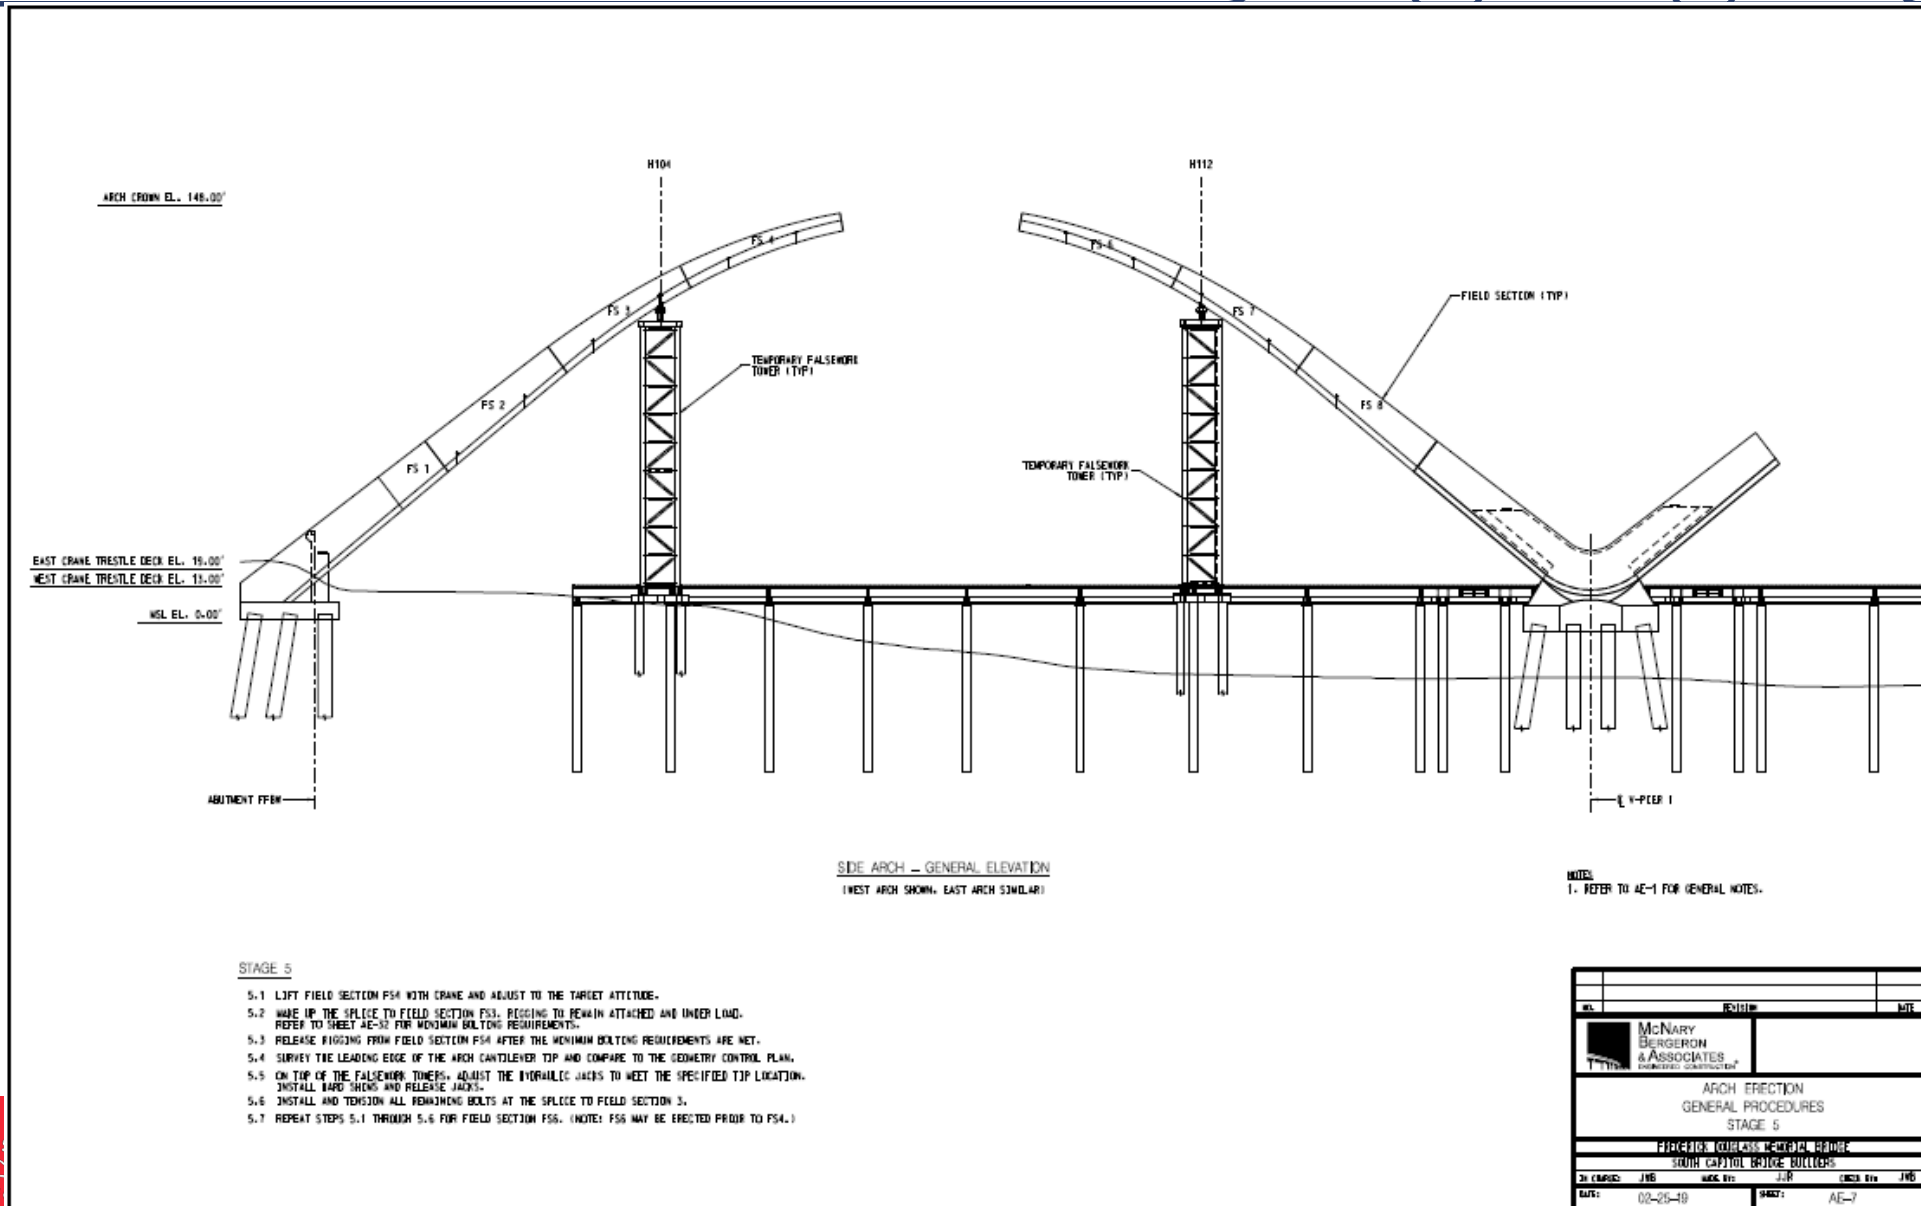 H104
H112
ARCH CROWN EL. 148.00'
FS 4
FS 6
FS 3
FS 7
FIELD SECTION (TYP)
TEMPORARY FALSEWORK
TOWER (TYP)
FS 2
FS 8
TEMPORARY FALSEWORK
TOWER (TYP)
FS 1
EAST CRANE TRESTLE DECK EL. 19.00'
WEST CRANE TRESTLE DECK EL. 13.00'
MSL EL. 0.00'
ABUTMENT FFBW
℄ V-PIER 1
SIDE ARCH – GENERAL ELEVATION
(WEST ARCH SHOWN. EAST ARCH SIMILAR)
NOTES
1. REFER TO AE-1 FOR GENERAL NOTES.
STAGE 5
5.1 LIFT FIELD SECTION FS4 WITH CRANE AND ADJUST TO THE TARGET ATTITUDE.
5.2 MAKE UP THE SPLICE TO FIELD SECTION FS3. RIGGING TO REMAIN ATTACHED AND UNDER LOAD.
REFER TO SHEET AE-32 FOR MINIMUM BOLTING REQUIREMENTS.
5.3 RELEASE RIGGING FROM FIELD SECTION FS4 AFTER THE MINIMUM BOLTING REQUIREMENTS ARE MET.
5.4 SURVEY THE LEADING EDGE OF THE ARCH CANTILEVER TIP AND COMPARE TO THE GEOMETRY CONTROL PLAN.
5.5 ON TOP OF THE FALSEWORK TOWERS. ADJUST THE HYDRAULIC JACKS TO MEET THE SPECIFIED TIP LOCATION.
INSTALL HARD SHIMS AND RELEASE JACKS.
5.6 INSTALL AND TENSION ALL REMAINING BOLTS AT THE SPLICE TO FIELD SECTION 3.
5.7 REPEAT STEPS 5.1 THROUGH 5.6 FOR FIELD SECTION FS6. (NOTE: FS6 MAY BE ERECTED PRIOR TO FS4.)
NO. REVISION DATE
MCNARY
BERGERON
& ASSOCIATES
ENGINEERED CONSTRUCTION
ARCH ERECTION
GENERAL PROCEDURES
STAGE 5
FREDERICK DOUGLASS MEMORIAL BRIDGE
SOUTH CAPITOL BRIDGE BUILDERS
IN CHARGE: JWB MADE BY: JJR CHECK BY: JWB
DATE: 02-25-19 SHEET: AE-7